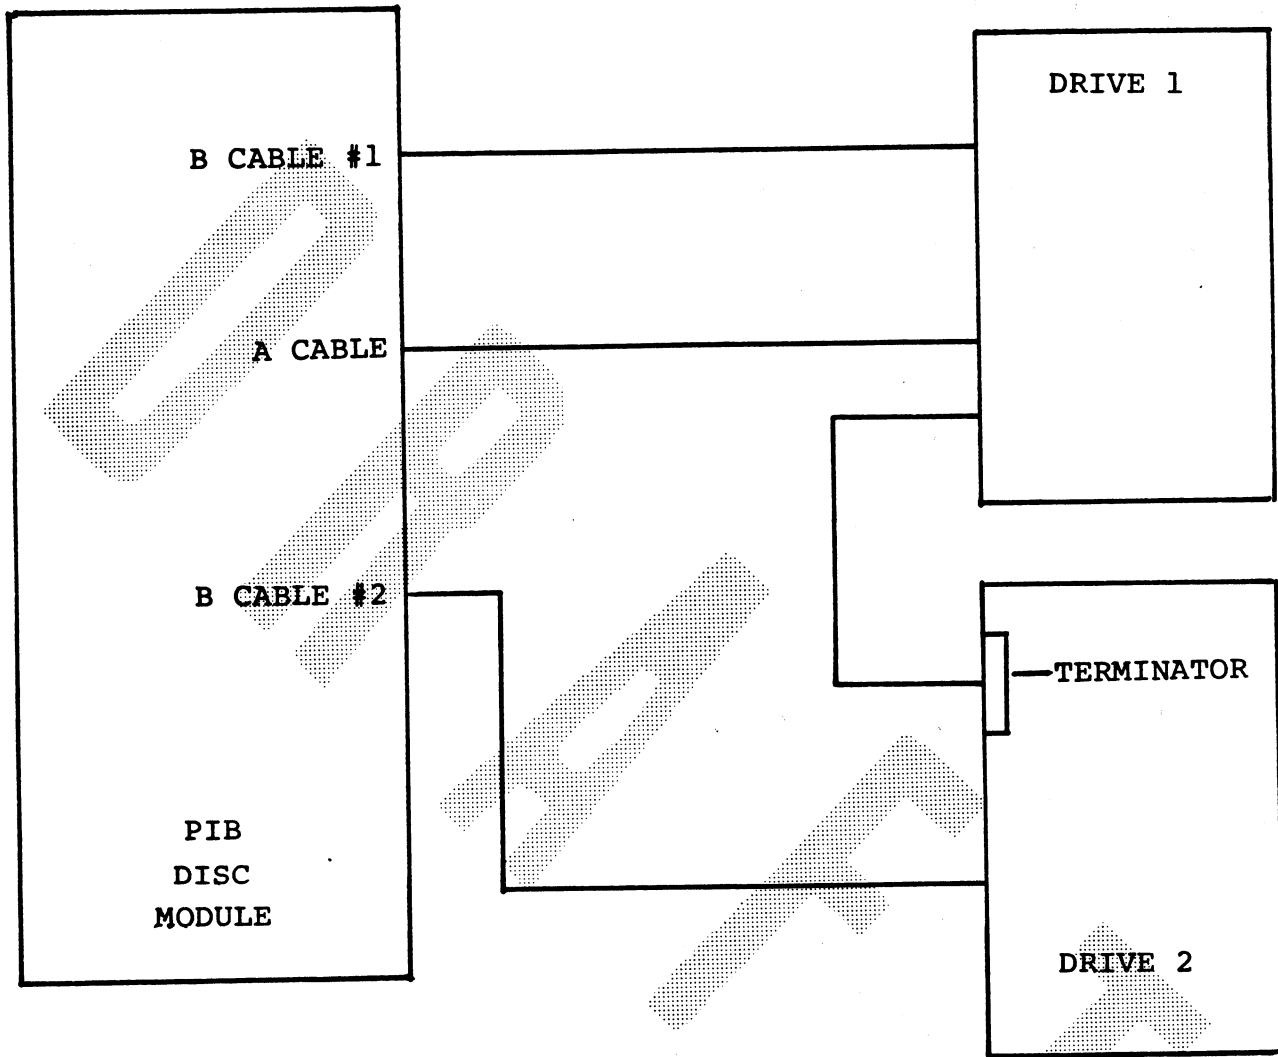 DRIVE 1
B CABLE #1
A CABLE
B CABLE #2
TERMINATOR
PIB
DISC
MODULE
DRIVE 2
DRAFT